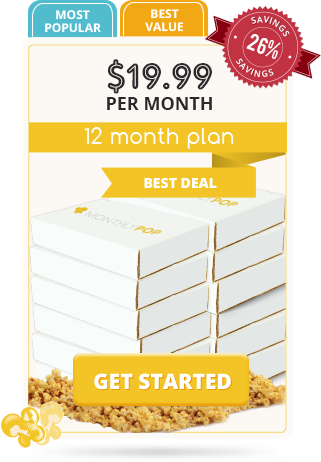 MOST
POPULAR
BEST
VALUE
SAVINGS
26%
SAVINGS
$19.99
PER MONTH
12 month plan
BEST DEAL
MONTHLYPOP
GET STARTED